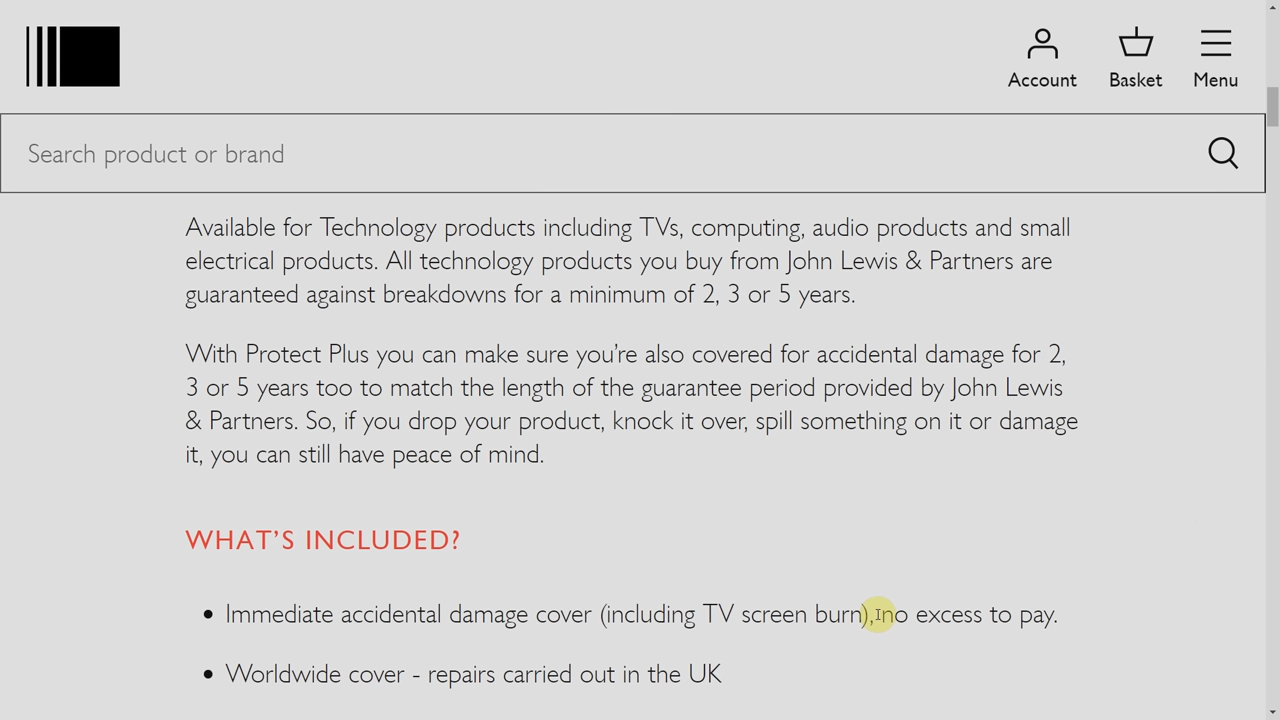 Account
Basket
Menu
Search product or brand
Available for Technology products including TVs, computing, audio products and small
electrical products. All technology products you buy from John Lewis & Partners are
guaranteed against breakdowns for a minimum of 2, 3 or 5 years.
With Protect Plus you can make sure you’re also covered for accidental damage for 2,
3 or 5 years too to match the length of the guarantee period provided by John Lewis
& Partners. So, if you drop your product, knock it over, spill something on it or damage
it, you can still have peace of mind.
WHAT’S INCLUDED?
• Immediate accidental damage cover (including TV screen burn), no excess to pay.
• Worldwide cover - repairs carried out in the UK